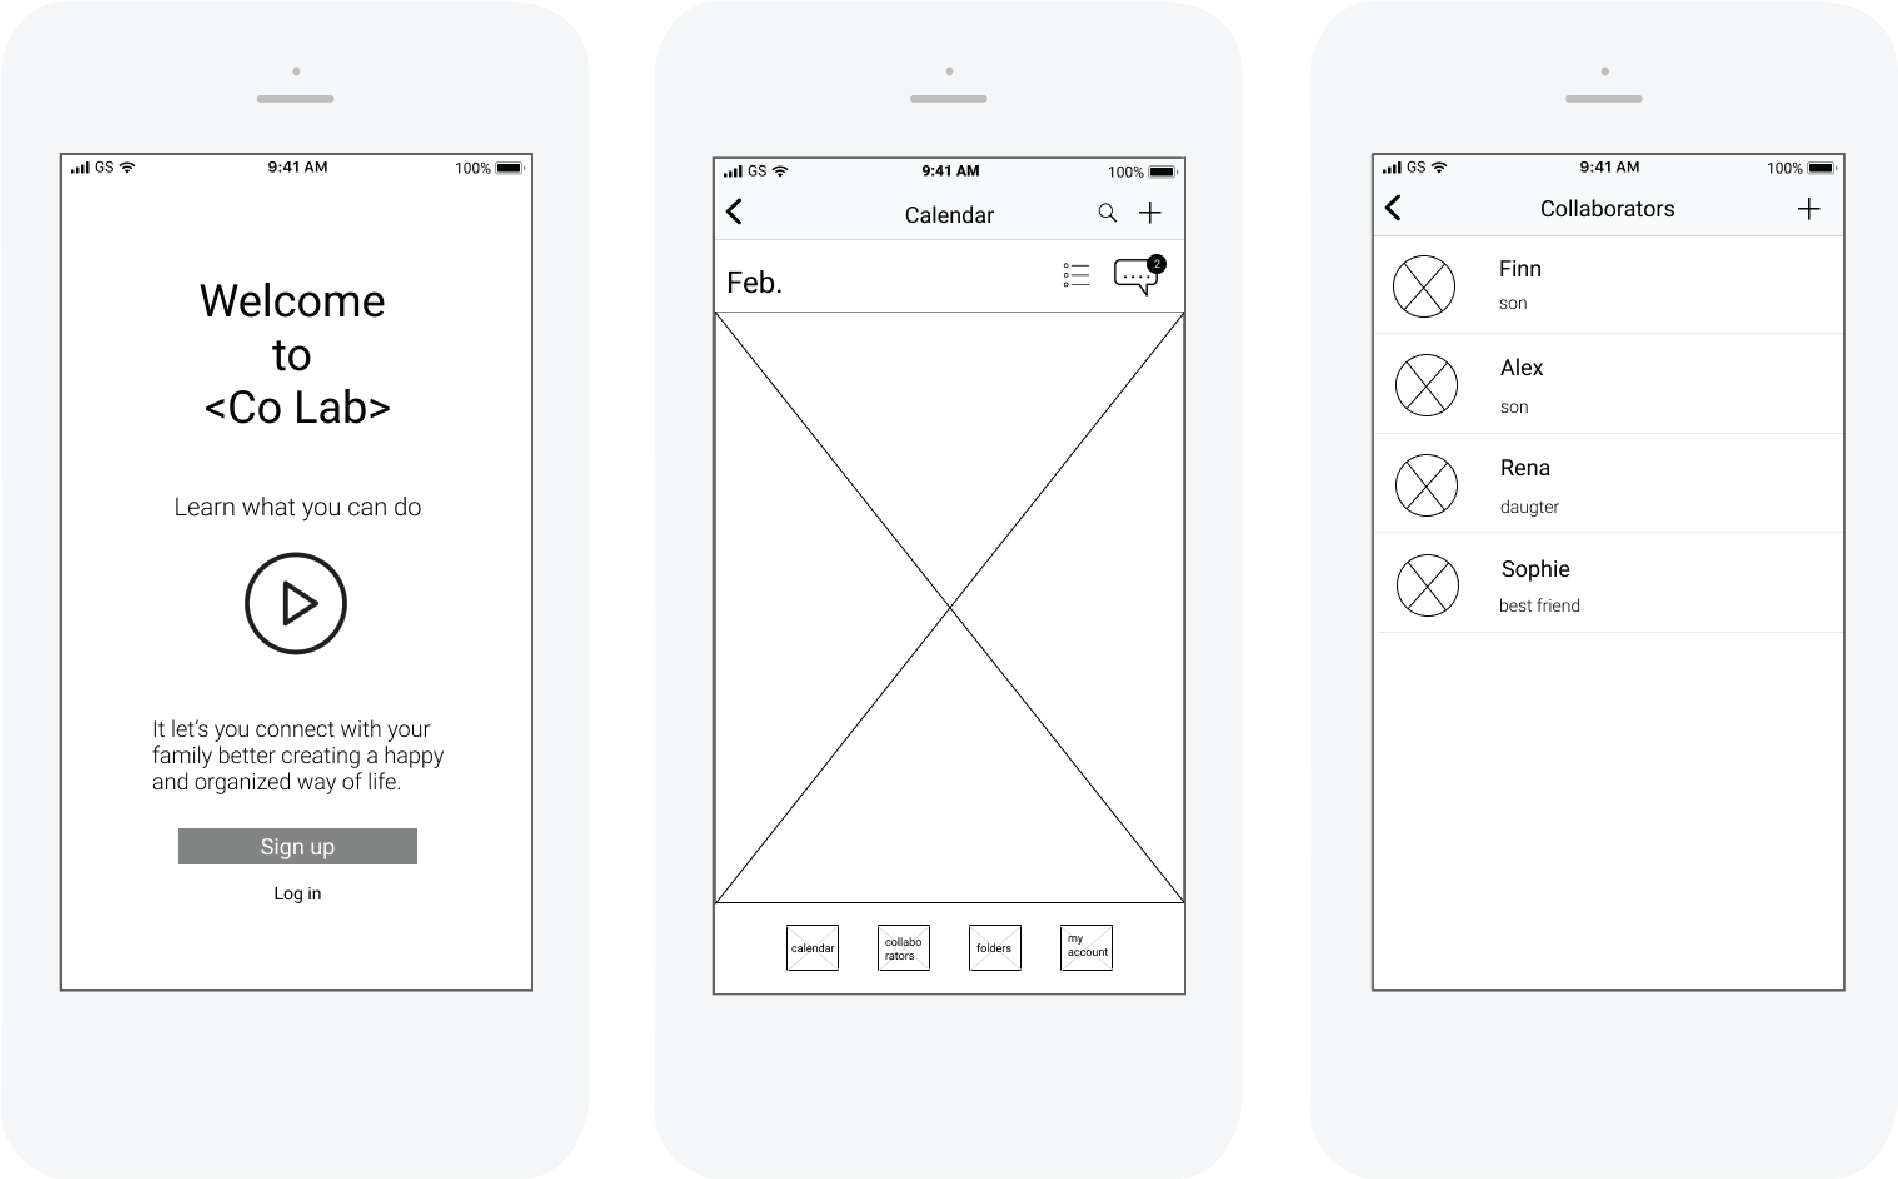 GS 9:41 AM 100%
Welcome
to
<Co Lab>
Learn what you can do
It let's you connect with your
family better creating a happy
and organized way of life.
Sign up
Log in
GS 9:41 AM 100%
Calendar
Feb.
2
calendar
collabo
rators
folders
my
account
GS 9:41 AM 100%
Collaborators
Finn
son
Alex
son
Rena
daugter
Sophie
best friend